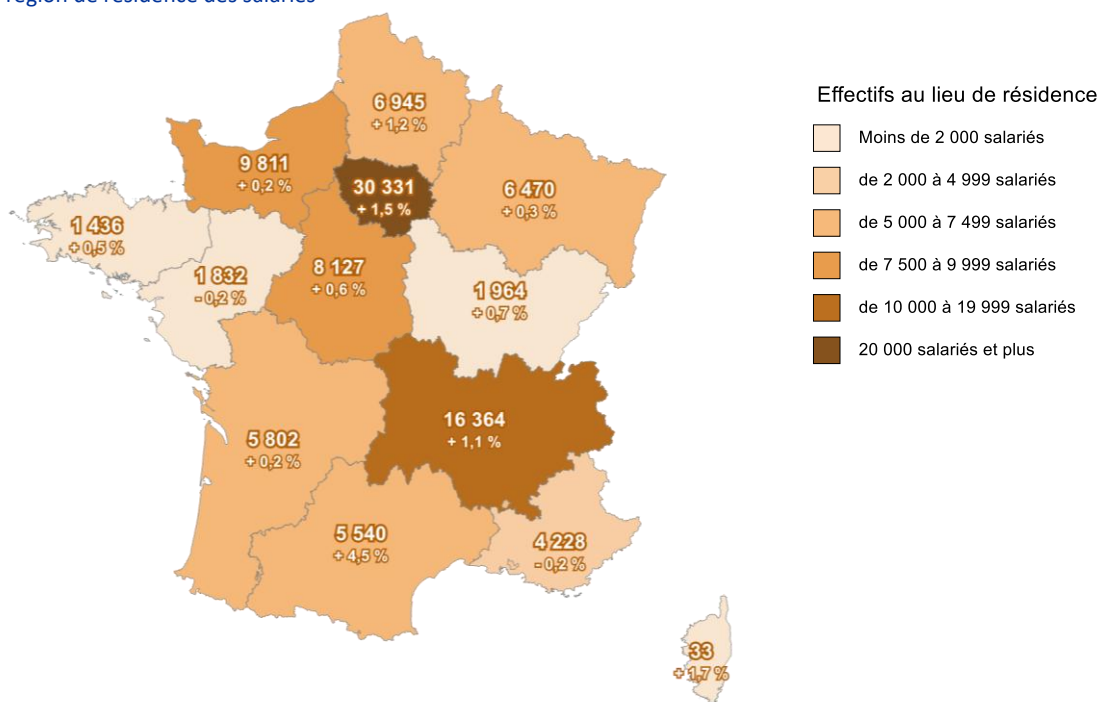 région de résidence des salariés
6 945
+ 1,2 %
9 811
+ 0,2 %
30 331
+ 1,5 %
6 470
+ 0,3 %
1 436
+ 0,5 %
1 832
- 0,2 %
8 127
+ 0,6 %
1 964
+ 0,7 %
16 364
+ 1,1 %
5 802
+ 0,2 %
5 540
+ 4,5 %
4 228
- 0,2 %
33
+ 1,7 %
Effectifs au lieu de résidence
Moins de 2 000 salariés
de 2 000 à 4 999 salariés
de 5 000 à 7 499 salariés
de 7 500 à 9 999 salariés
de 10 000 à 19 999 salariés
20 000 salariés et plus